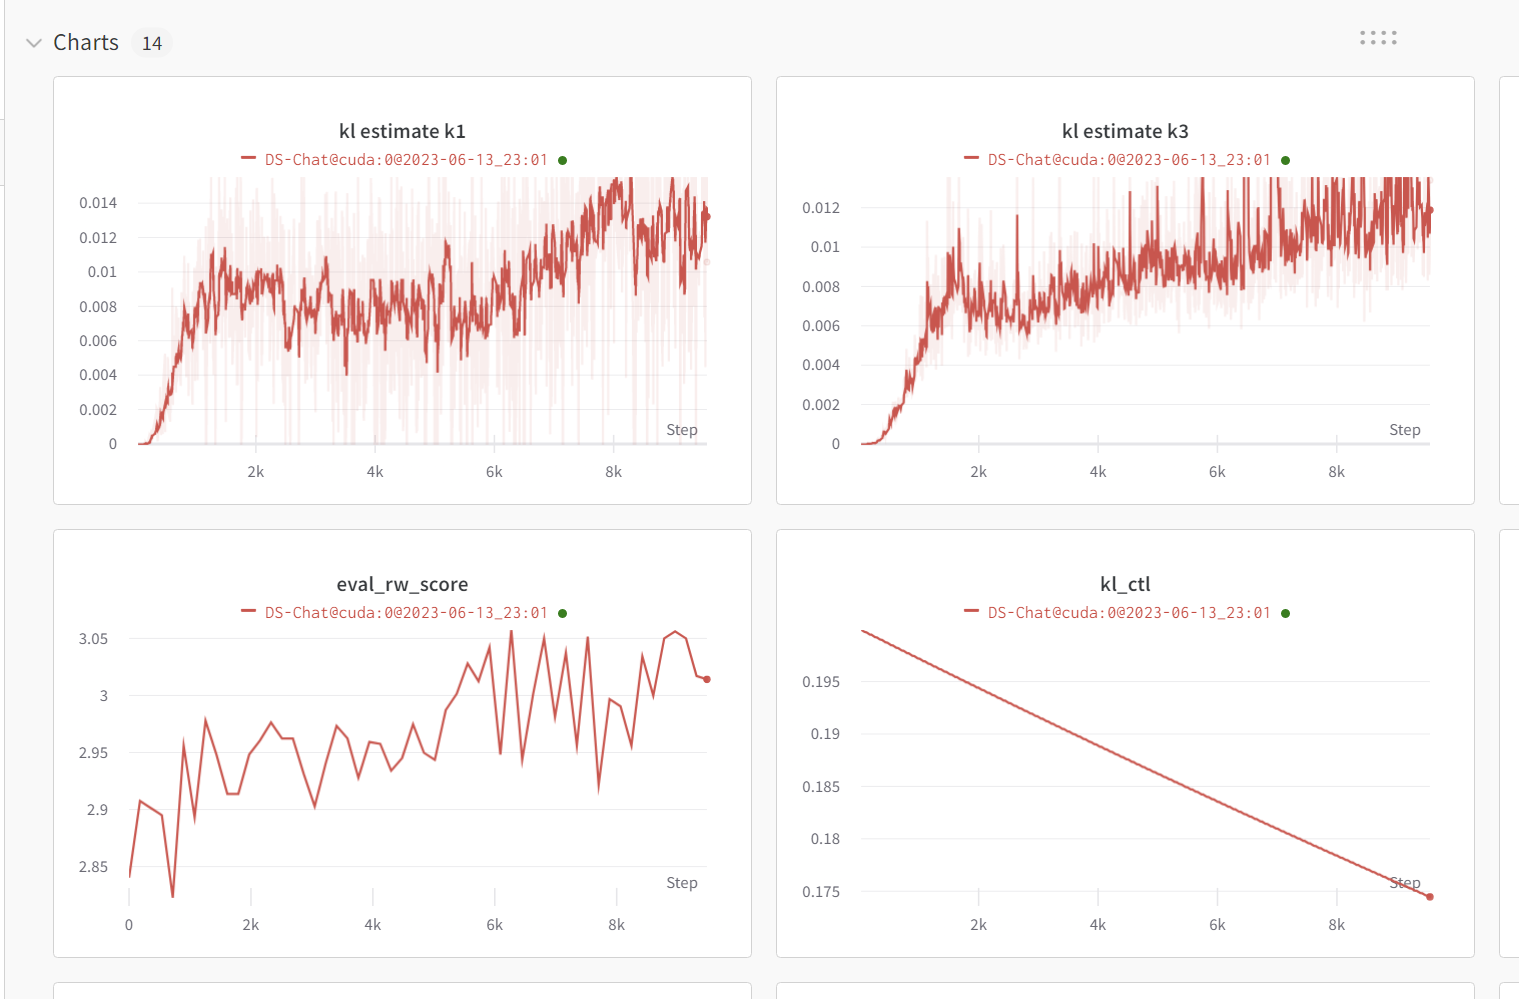 Charts 14
kl estimate k1
DS-Chat@cuda:0@2023-06-13_23:01
0.014
0.012
0.01
0.008
0.006
0.004
0.002
0
Step
2k 4k 6k 8k
kl estimate k3
DS-Chat@cuda:0@2023-06-13_23:01
0.012
0.01
0.008
0.006
0.004
0.002
0
Step
2k 4k 6k 8k
eval_rw_score
DS-Chat@cuda:0@2023-06-13_23:01
3.05
3
2.95
2.9
2.85
Step
0 2k 4k 6k 8k
kl_ctl
DS-Chat@cuda:0@2023-06-13_23:01
0.195
0.19
0.185
0.18
0.175
Step
2k 4k 6k 8k